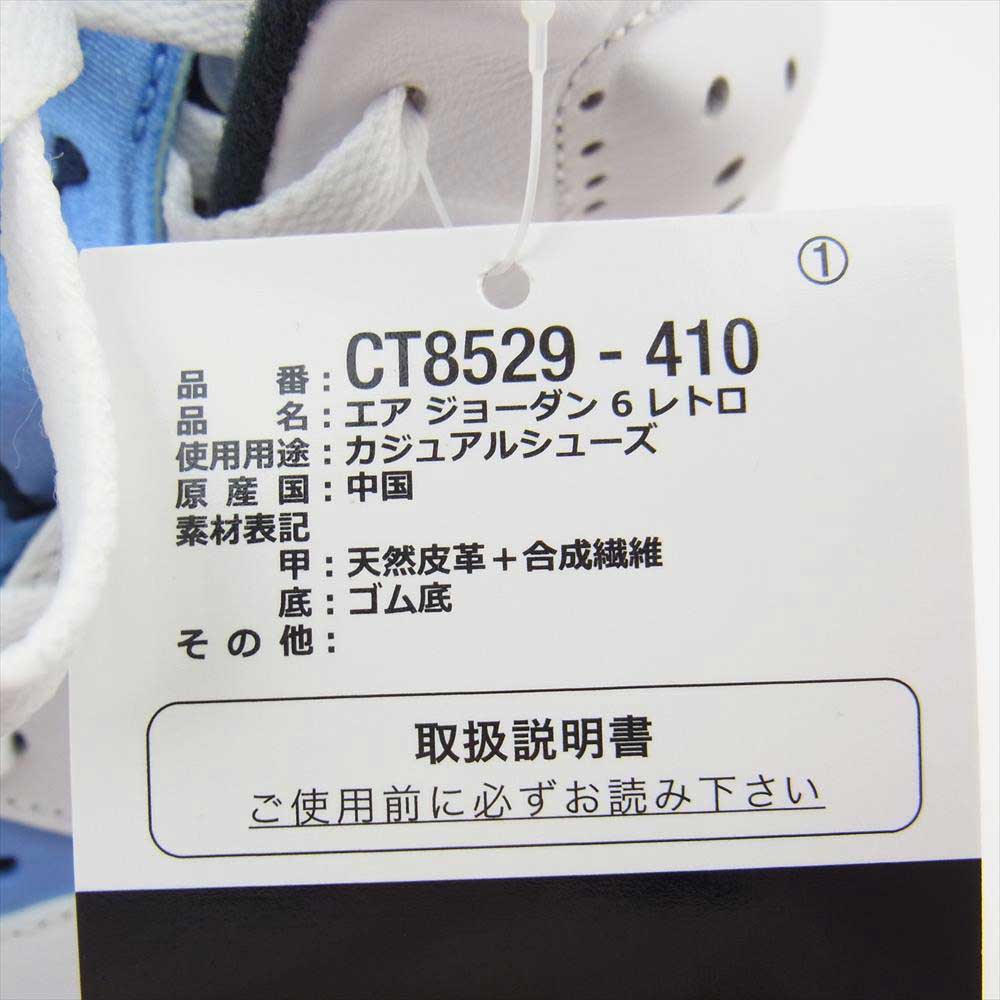 ①
品番：CT8529 - 410
品名：エア ジョーダン 6 レトロ
使用用途：カジュアルシューズ
原産国：中国
素材表記
甲：天然皮革＋合成繊維
底：ゴム底
その他：
取扱説明書
ご使用前に必ずお読み下さい